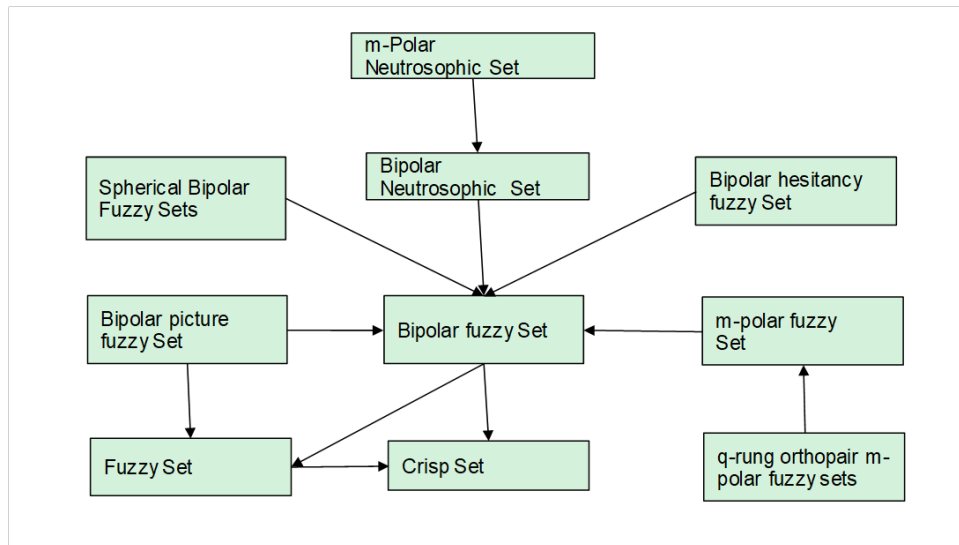 m-Polar
Neutrosophic Set
Spherical Bipolar
Fuzzy Sets
Bipolar
Neutrosophic Set
Bipolar hesitancy
fuzzy Set
Bipolar picture
fuzzy Set
Bipolar fuzzy Set
m-polar fuzzy
Set
Fuzzy Set
Crisp Set
q-rung orthopair m-
polar fuzzy sets